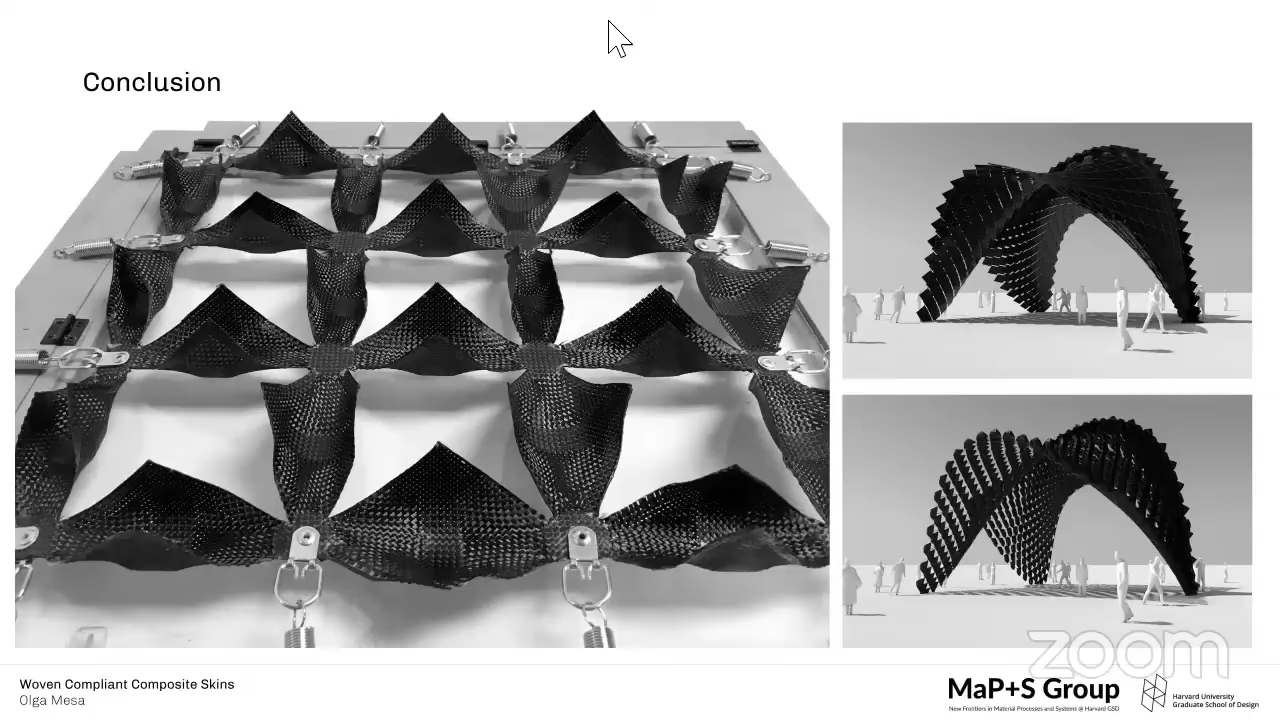 Conclusion
zoom
Woven Compliant Composite Skins
Olga Mesa
MaP+S Group
New Frontiers in Material Processes and Systems @ Harvard GSD
Harvard University
Graduate School of Design